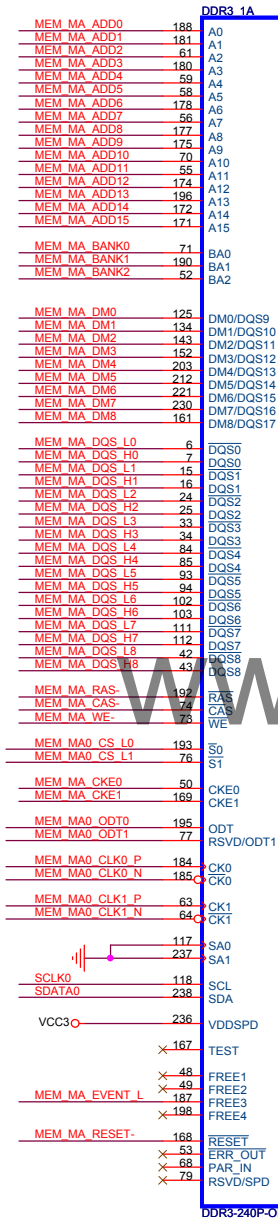 DDR3_1A
MEM_MA_ADD0 188 A0
MEM_MA_ADD1 181 A1
MEM_MA_ADD2 61 A2
MEM_MA_ADD3 180 A3
MEM_MA_ADD4 59 A4
MEM_MA_ADD5 58 A5
MEM_MA_ADD6 178 A6
MEM_MA_ADD7 56 A7
MEM_MA_ADD8 177 A8
MEM_MA_ADD9 175 A9
MEM_MA_ADD10 70 A10
MEM_MA_ADD11 55 A11
MEM_MA_ADD12 174 A12
MEM_MA_ADD13 196 A13
MEM_MA_ADD14 172 A14
MEM_MA_ADD15 171 A15
MEM_MA_BANK0 71 BA0
MEM_MA_BANK1 190 BA1
MEM_MA_BANK2 52 BA2
MEM_MA_DM0 125 DM0/DQS9
MEM_MA_DM1 134 DM1/DQS10
MEM_MA_DM2 143 DM2/DQS11
MEM_MA_DM3 152 DM3/DQS12
MEM_MA_DM4 203 DM4/DQS13
MEM_MA_DM5 212 DM5/DQS14
MEM_MA_DM6 221 DM6/DQS15
MEM_MA_DM7 230 DM7/DQS16
MEM_MA_DM8 161 DM8/DQS17
MEM_MA_DQS_L0 6 DQS0
MEM_MA_DQS_H0 7 DQS0
MEM_MA_DQS_L1 15 DQS1
MEM_MA_DQS_H1 16 DQS1
MEM_MA_DQS_L2 24 DQS2
MEM_MA_DQS_H2 25 DQS2
MEM_MA_DQS_L3 33 DQS3
MEM_MA_DQS_H3 34 DQS3
MEM_MA_DQS_L4 84 DQS4
MEM_MA_DQS_H4 85 DQS4
MEM_MA_DQS_L5 93 DQS5
MEM_MA_DQS_H5 94 DQS5
MEM_MA_DQS_L6 102 DQS6
MEM_MA_DQS_H6 103 DQS6
MEM_MA_DQS_L7 111 DQS7
MEM_MA_DQS_H7 112 DQS7
MEM_MA_DQS_L8 42 DQS8
MEM_MA_DQS_H8 43 DQS8
MEM_MA_RAS- 192 RAS
MEM_MA_CAS- 74 CAS
MEM_MA_WE- 73 WE
MEM_MA0_CS_L0 193 S0
MEM_MA0_CS_L1 76 S1
MEM_MA_CKE0 50 CKE0
MEM_MA_CKE1 169 CKE1
MEM_MA0_ODT0 195 ODT
MEM_MA0_ODT1 77 RSVD/ODT1
MEM_MA0_CLK0_P 184 CK0
MEM_MA0_CLK0_N 185 CK0
MEM_MA0_CLK1_P 63 CK1
MEM_MA0_CLK1_N 64 CK1
117 SA0
237 SA1
SCLK0 118 SCL
SDATA0 238 SDA
VCC3 236 VDDSPD
167 TEST
48 FREE1
49 FREE2
MEM_MA_EVENT_L 187 FREE3
198 FREE4
MEM_MA_RESET- 168 RESET
53 ERR_OUT
68 PAR_IN
79 RSVD/SPD
DDR3-240P-O